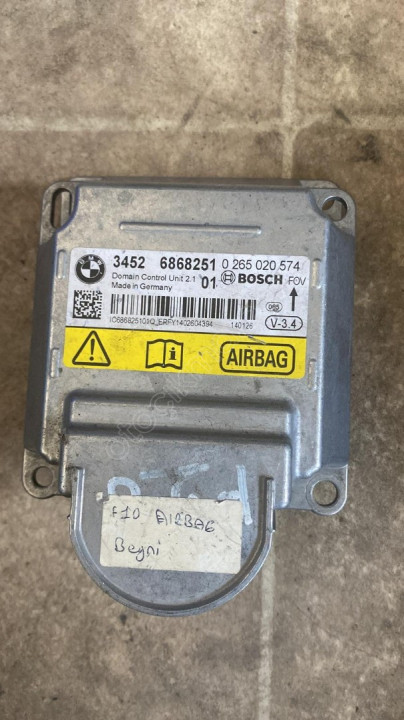 BMW
3452 6868251 0 265 020 574
Domain Control Unit 2.1 01 BOSCH FOV
Made in Germany
V-3.4
140126
AIRBAG
F10 AIRBAG
Beyni